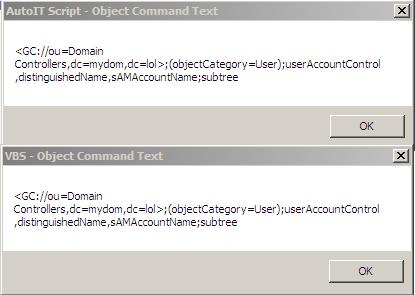 AutoIT Script - Object Command Text
<GC://ou=Domain
Controllers,dc=mydom,dc=lol>;(objectCategory=User);userAccountControl
,distinguishedName,sAMAccountName;subtree
OK
VBS - Object Command Text
<GC://ou=Domain
Controllers,dc=mydom,dc=lol>;(objectCategory=User);userAccountControl
,distinguishedName,sAMAccountName;subtree
OK